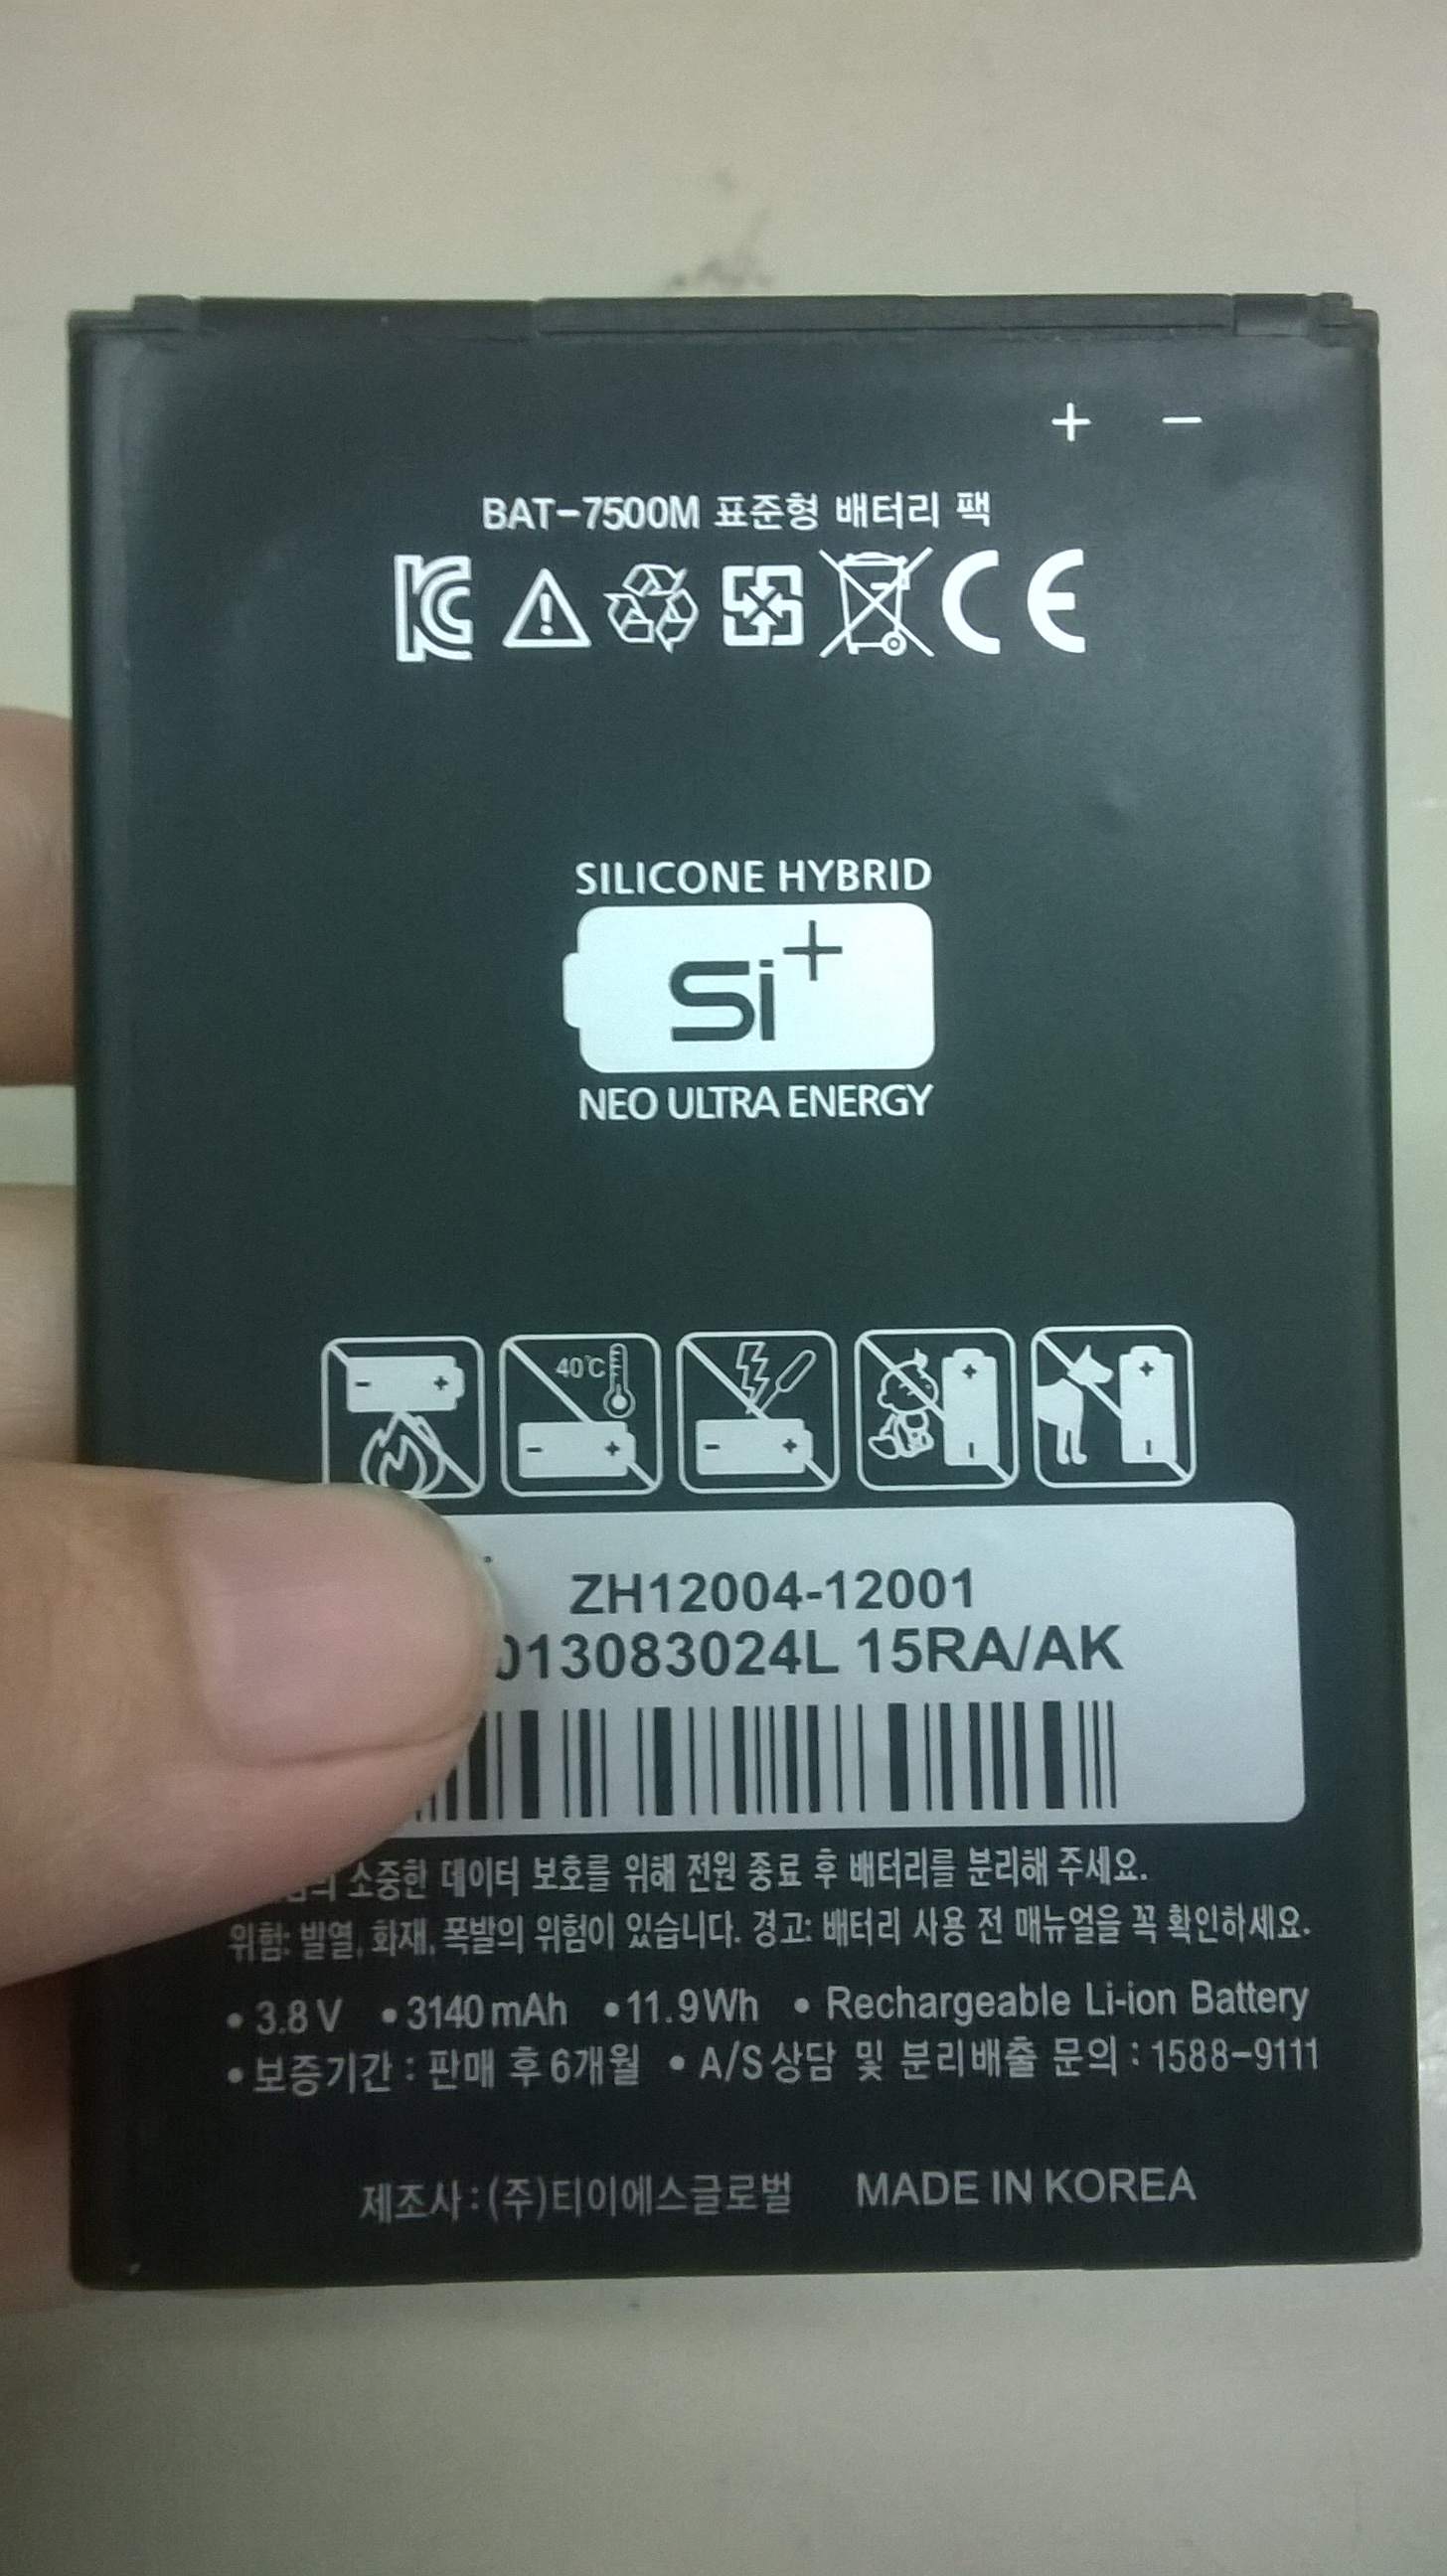 + −
BAT-7500M 표준형 배터리 팩
CE
SILICONE HYBRID
Si+
NEO ULTRA ENERGY
- +
40℃
- +
- +
+ -
+ -
ZH12004-12001
013083024L 15RA/AK
소중한 데이터 보호를 위해 전원 종료 후 배터리를 분리해 주세요.
위험: 발열, 화재, 폭발의 위험이 있습니다. 경고: 배터리 사용 전 매뉴얼을 꼭 확인하세요.
• 3.8V • 3140mAh • 11.9Wh • Rechargeable Li-ion Battery
• 보증기간 : 판매 후 6개월 • A/S 상담 및 분리배출 문의 : 1588-9111
제조사 : (주)티이에스글로벌 MADE IN KOREA